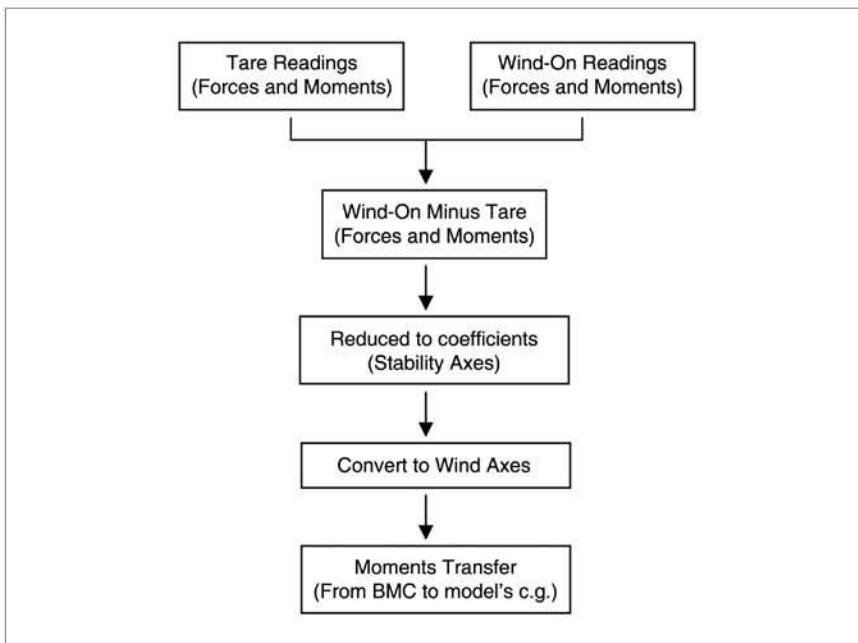 Tare Readings
(Forces and Moments)
Wind-On Readings
(Forces and Moments)
Wind-On Minus Tare
(Forces and Moments)
Reduced to coefficients
(Stability Axes)
Convert to Wind Axes
Moments Transfer
(From BMC to model's c.g.)